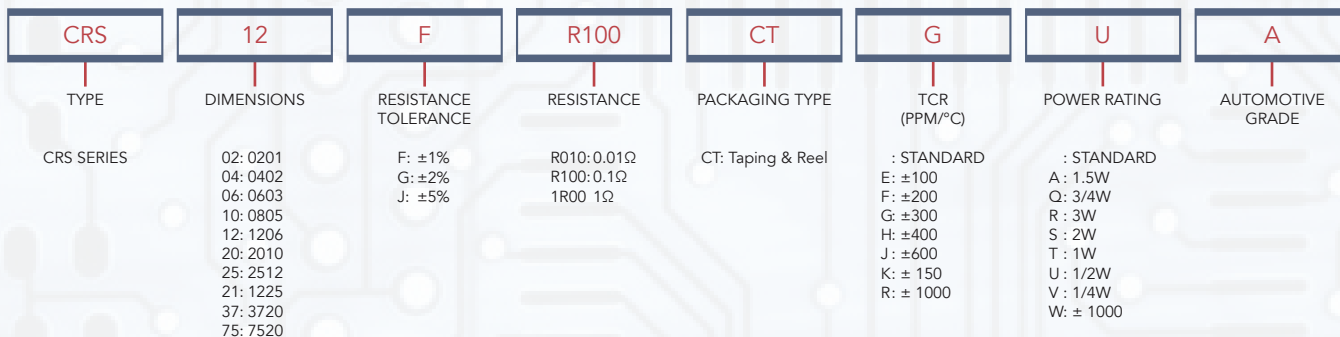 CRS 12 F R100 CT G U A
TYPE DIMENSIONS RESISTANCE TOLERANCE RESISTANCE PACKAGING TYPE TCR (PPM/°C) POWER RATING AUTOMOTIVE GRADE
CRS SERIES
02: 0201
04: 0402
06: 0603
10: 0805
12: 1206
20: 2010
25: 2512
21: 1225
37: 3720
75: 7520
F: ±1%
G: ±2%
J: ±5%
R010: 0.01Ω
R100: 0.1Ω
1R00 1Ω
CT: Taping & Reel
: STANDARD
E: ±100
F: ±200
G: ±300
H: ±400
J: ±600
K: ± 150
R: ± 1000
: STANDARD
A : 1.5W
Q: 3/4W
R : 3W
S : 2W
T : 1W
U : 1/2W
V : 1/4W
W: ± 1000